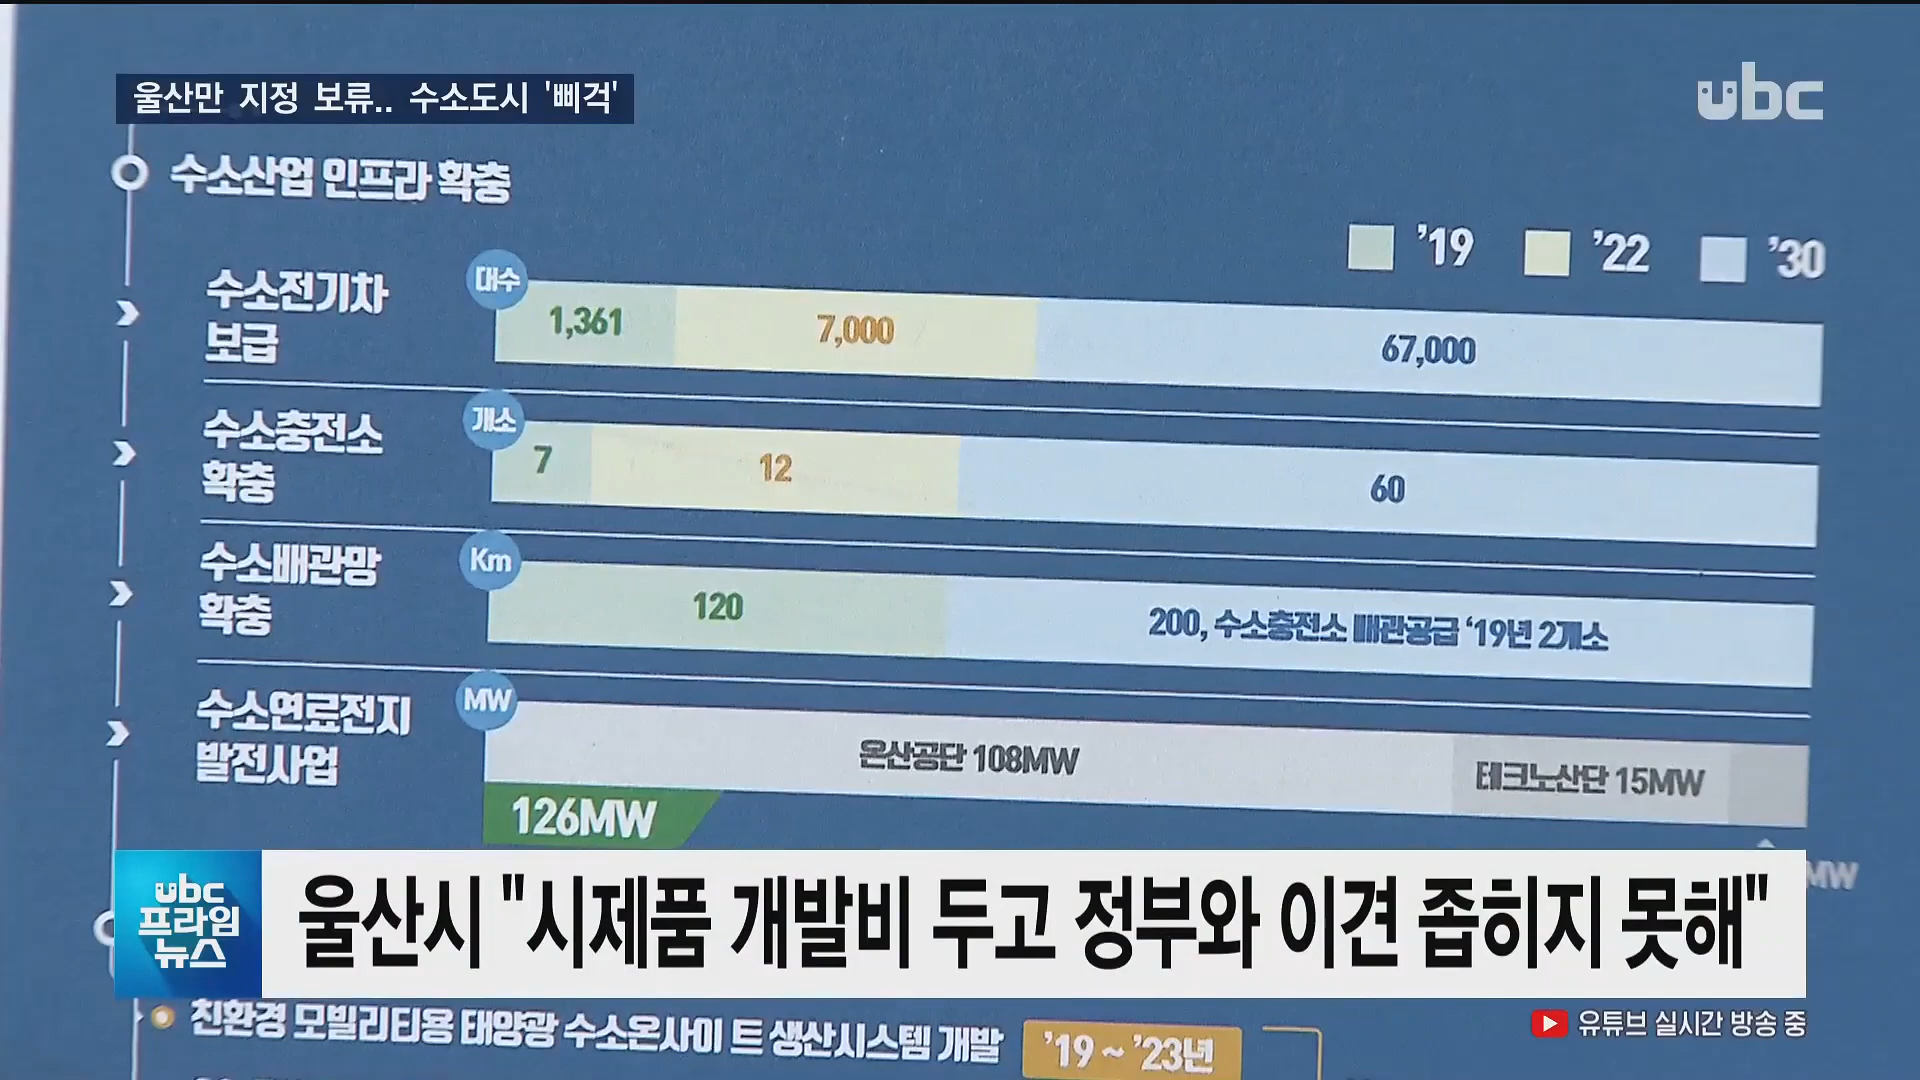 울산만 지정 보류.. 수소도시 '삐걱'
ubc
수소산업 인프라 확충
'19 '22 '30
수소전기차
보급
대수
1,361 7,000 67,000
수소충전소
확충
개소
7 12 60
수소배관망
확충
Km
120 200, 수소충전소 배관공급 '19년 2개소
수소연료전지
발전사업
MW
온산공단 108MW 테크노산단 15MW
126MW
MW
ubc
프라임
뉴스
울산시 "시제품 개발비 두고 정부와 이견 좁히지 못해"
친환경 모빌리티용 태양광 수소온사이트 생산시스템 개발 '19 ~ '23년
유튜브 실시간 방송 중